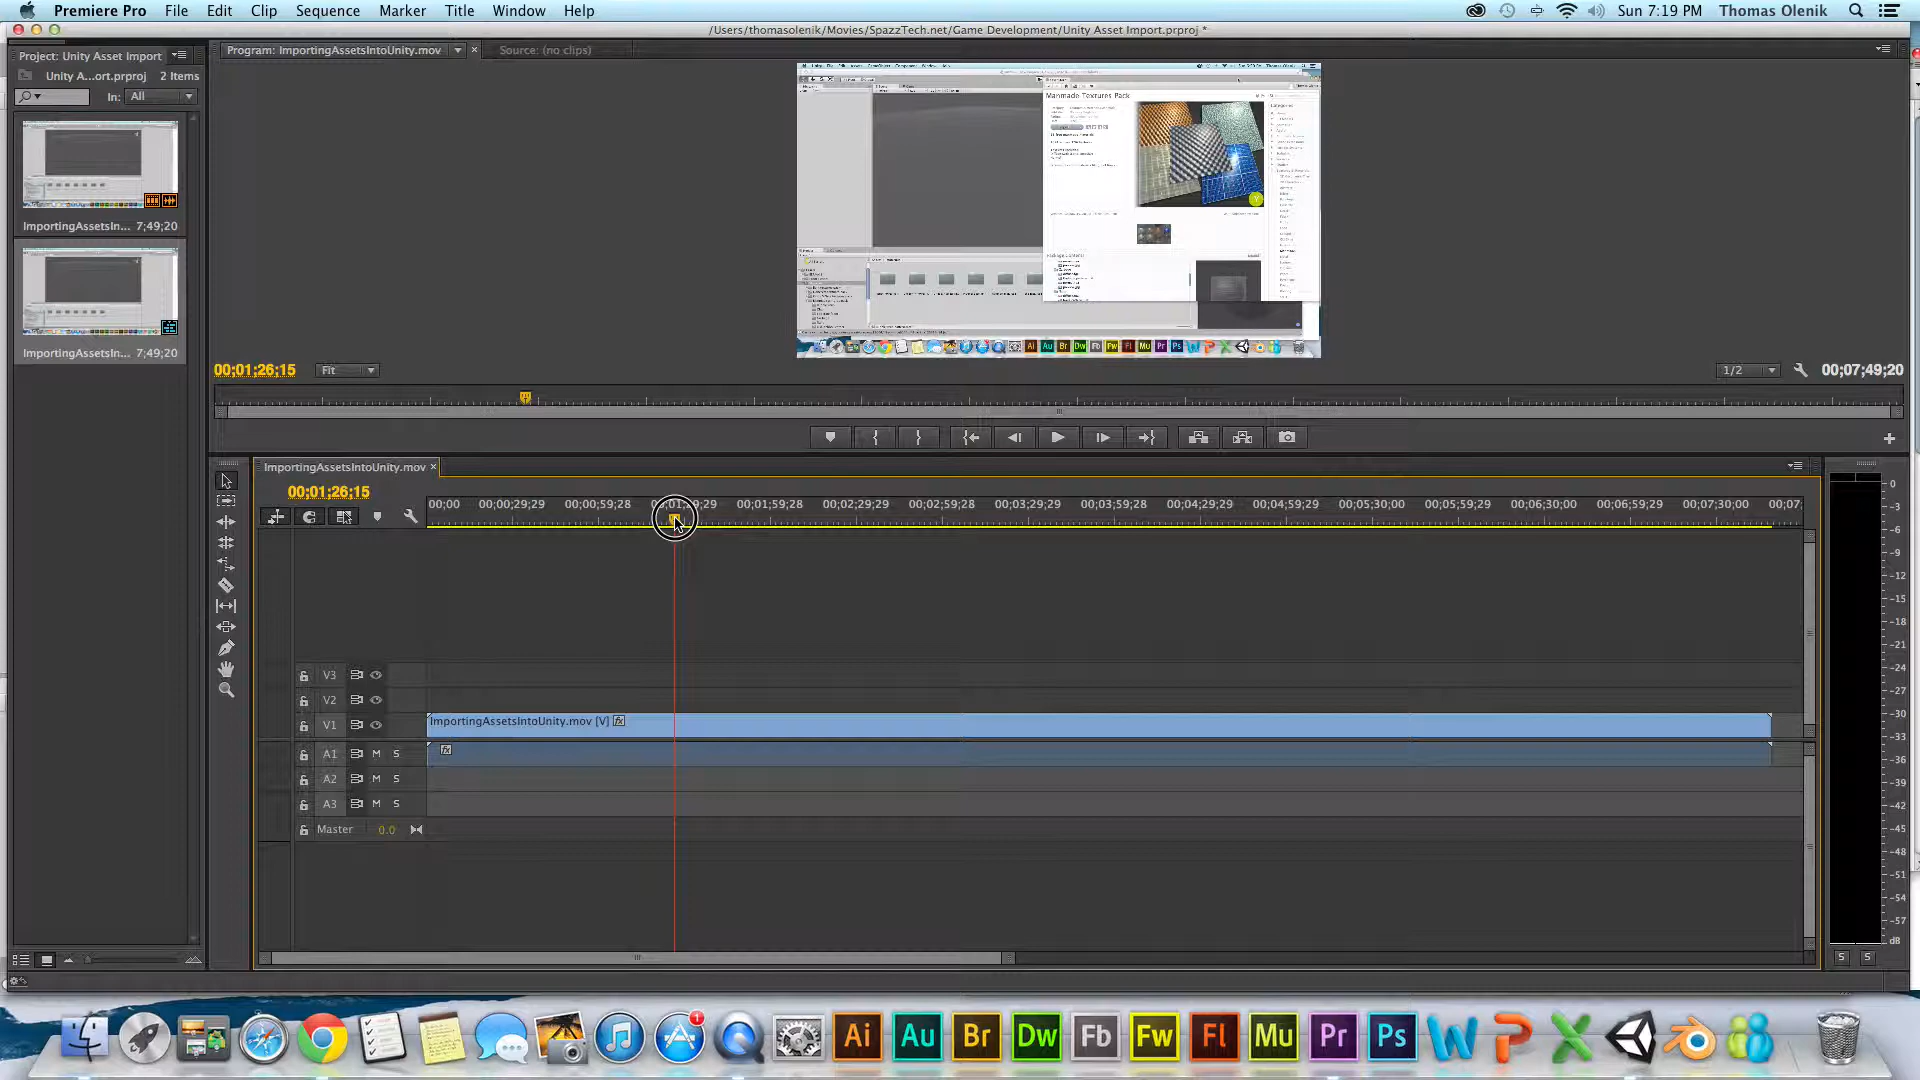 Premiere Pro File Edit Clip Sequence Marker Title Window Help Sun 7:19 PM Thomas Olenik
/Users/thomasolenik/Movies/SpazzTech.net/Game Development/Unity Asset Import.prproj *
Project: Unity Asset Import
Program: ImportingAssetsIntoUnity.mov
Source: (no clips)
Unity A...ort.prproj 2 Items
In: All
Manmade Textures Pack
ImportingAssetsIn... 7;49;20
ImportingAssetsIn... 7;49;20
00;01;26;15 Fit 1/2 00;07;49;20
ImportingAssetsIntoUnity.mov
00;01;26;15
00;00 00;00;29;29 00;00;59;28 00;01;59;28 00;02;29;29 00;02;59;28 00;03;29;29 00;03;59;28 00;04;29;29 00;04;59;28 00;05;30;00 00;05;59;29 00;06;30;00 00;06;59;29 00;07;30;00 00;07;
V3
V2
V1 ImportingAssetsIntoUnity.mov [V] fx
A1 M S fx
A2 M S
A3 M S
Master 0.0
0
-3
-6
-9
-12
-15
-18
-21
-24
-27
-30
-33
-36
-39
-42
-45
-48
-51
-54
-57
dB
S S
1
Ai Au Br Dw Fb Fw Fl Mu Pr Ps